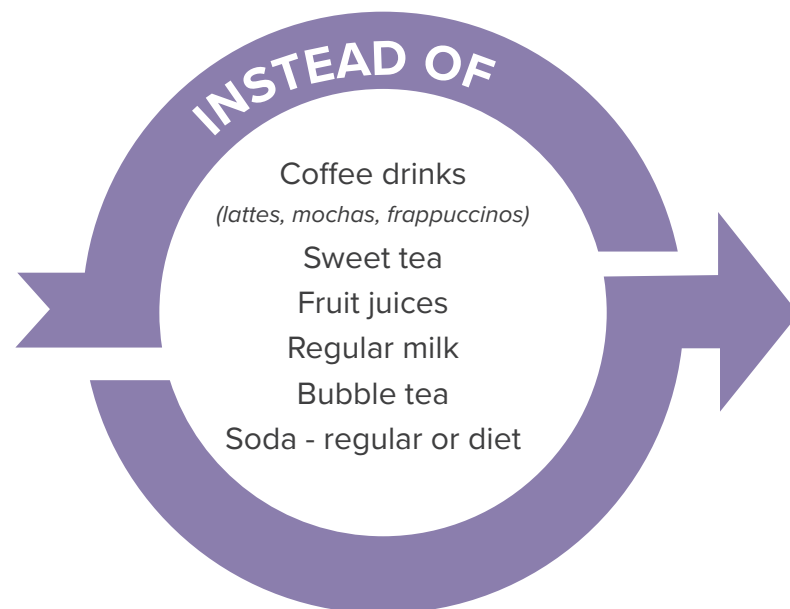 INSTEAD OF
Coffee drinks
(lattes, mochas, frappuccinos)
Sweet tea
Fruit juices
Regular milk
Bubble tea
Soda - regular or diet